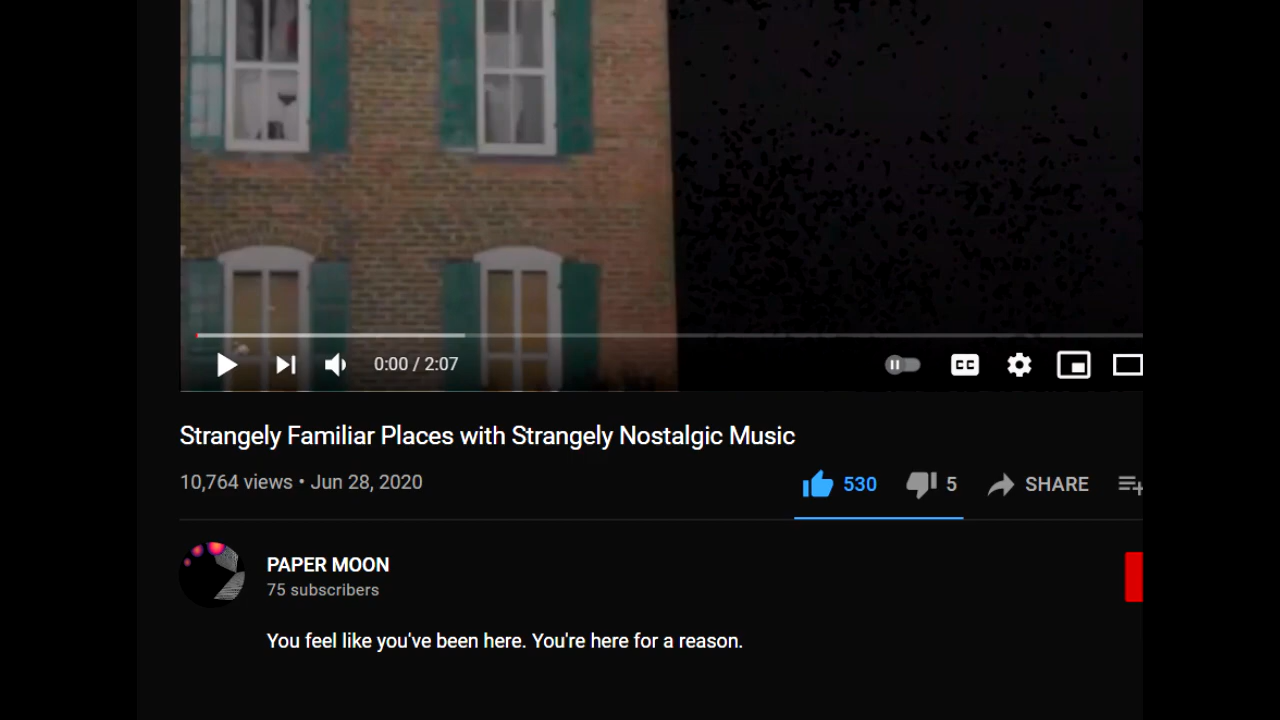 0:00 / 2:07
CC
Strangely Familiar Places with Strangely Nostalgic Music
10,764 views • Jun 28, 2020
530 5 SHARE
PAPER MOON
75 subscribers
You feel like you've been here. You're here for a reason.